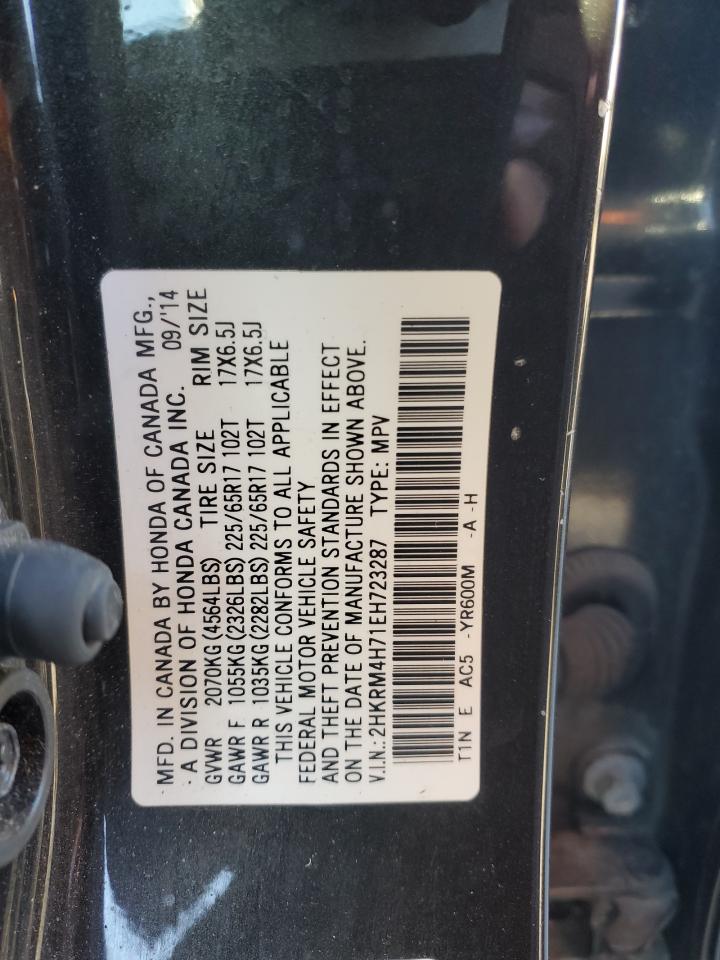 MFD. IN CANADA BY HONDA OF CANADA MFG.,
A DIVISION OF HONDA CANADA INC. 09/'14
GVWR 2070KG(4564LBS) TIRE SIZE RIM SIZE
GAWR F 1055KG(2326LBS) 225/65R17 102T 17X6.5J
GAWR R 1035KG(2282LBS) 225/65R17 102T 17X6.5J
THIS VEHICLE CONFORMS TO ALL APPLICABLE
FEDERAL MOTOR VEHICLE SAFETY
AND THEFT PREVENTION STANDARDS IN EFFECT
ON THE DATE OF MANUFACTURE SHOWN ABOVE.
V.I.N.: 2HKRM4H71EH723287 TYPE: MPV
T1N E AC5 -YR600M -A -H